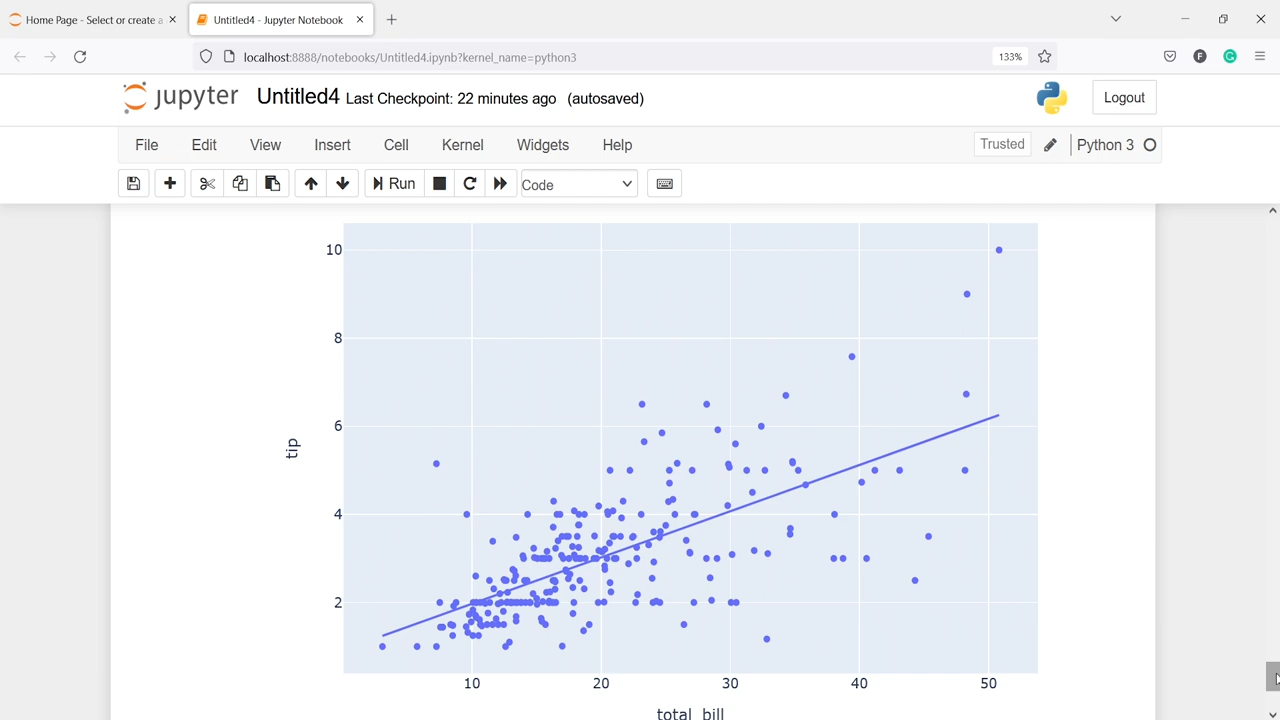 Home Page - Select or create a
Untitled4 - Jupyter Notebook
localhost:8888/notebooks/Untitled4.ipynb?kernel_name=python3
133%
F
G
jupyter Untitled4 Last Checkpoint: 22 minutes ago (autosaved)
Logout
File Edit View Insert Cell Kernel Widgets Help
Trusted
Python 3
Run
Code
10
8
6
4
2
tip
10 20 30 40 50
total_bill